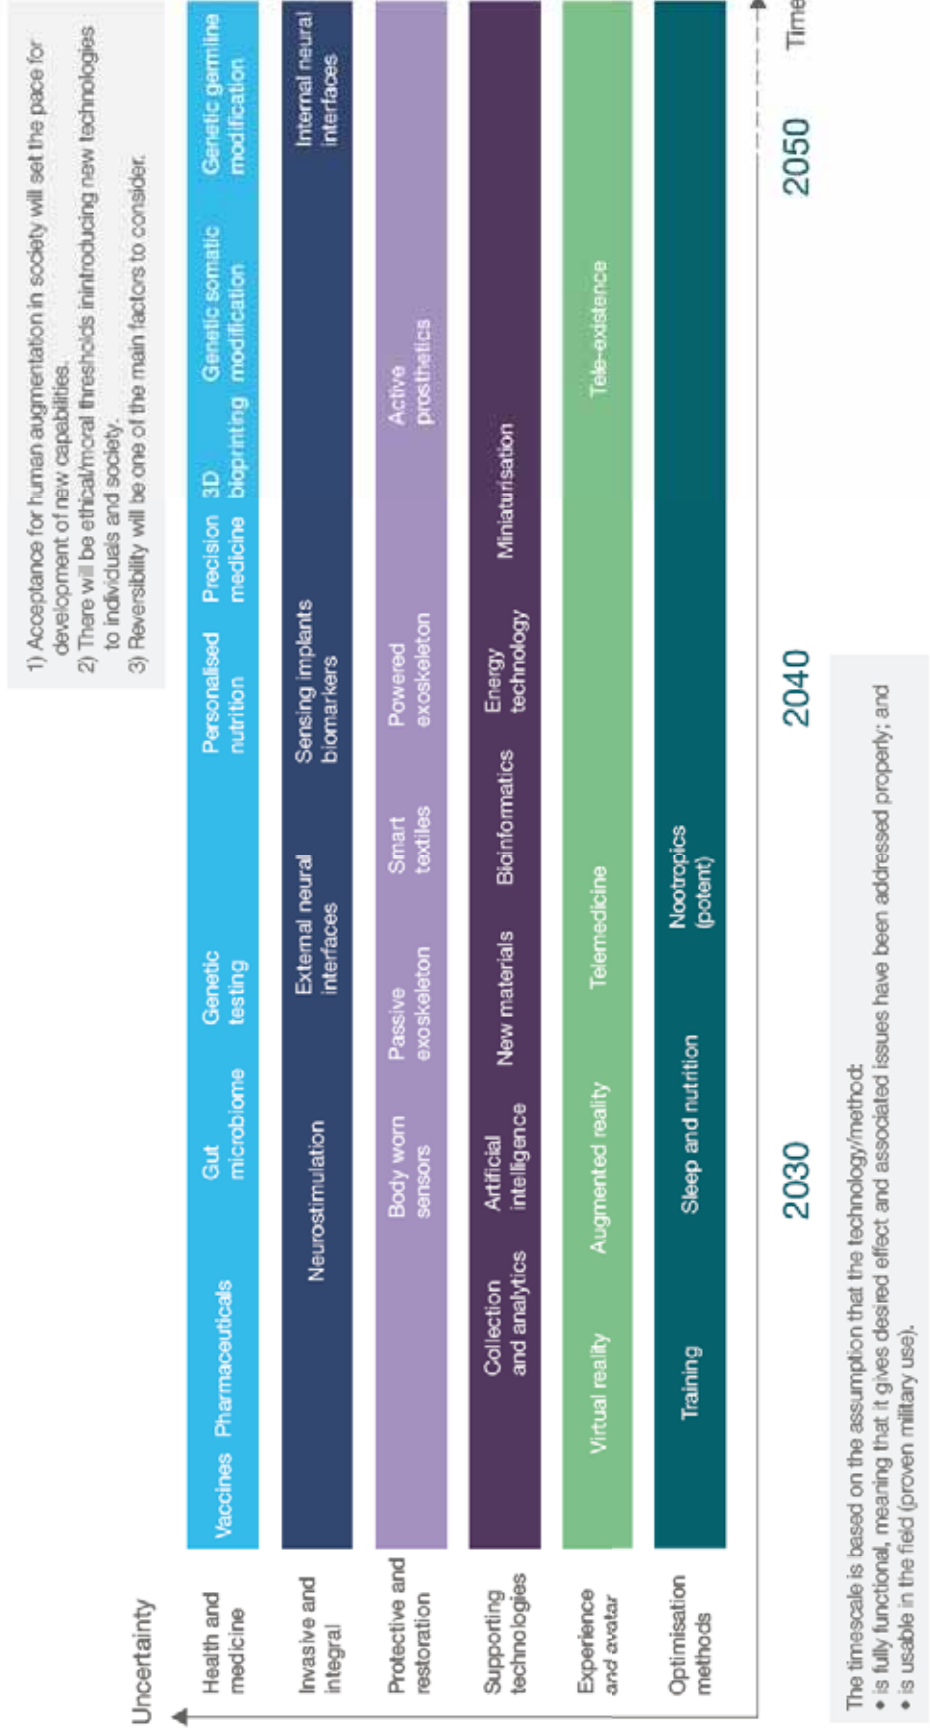 1) Acceptance for human augmentation in society will set the pace for
development of new capabilities.
2) There will be ethical/moral thresholds inintroducing new technologies
to individuals and society.
3) Reversibility will be one of the main factors to consider.
Uncertainty
Health and
medicine
Vaccines
Pharmaceuticals
Gut
microbiome
Genetic
testing
Personalised
nutrition
Precision
medicine
3D
bioprinting
Genetic somatic
modification
Genetic germline
modification
Invasive and
integral
Neurostimulation
External neural
interfaces
Sensing implants
biomarkers
Internal neural
interfaces
Protective and
restoration
Body worn
sensors
Passive
exoskeleton
Smart
textiles
Powered
exoskeleton
Active
prosthetics
Supporting
technologies
Collection
and analytics
Artificial
intelligence
New materials
Bioinformatics
Energy
technology
Miniaturisation
Experience
and avatar
Virtual reality
Augmented reality
Telemedicine
Tele-existence
Optimisation
methods
Training
Sleep and nutrition
Nootropics
(potent)
2030
2040
2050
Time
The timescale is based on the assumption that the technology/method:
• is fully functional, meaning that it gives desired effect and associated issues have been addressed properly; and
• is usable in the field (proven military use).